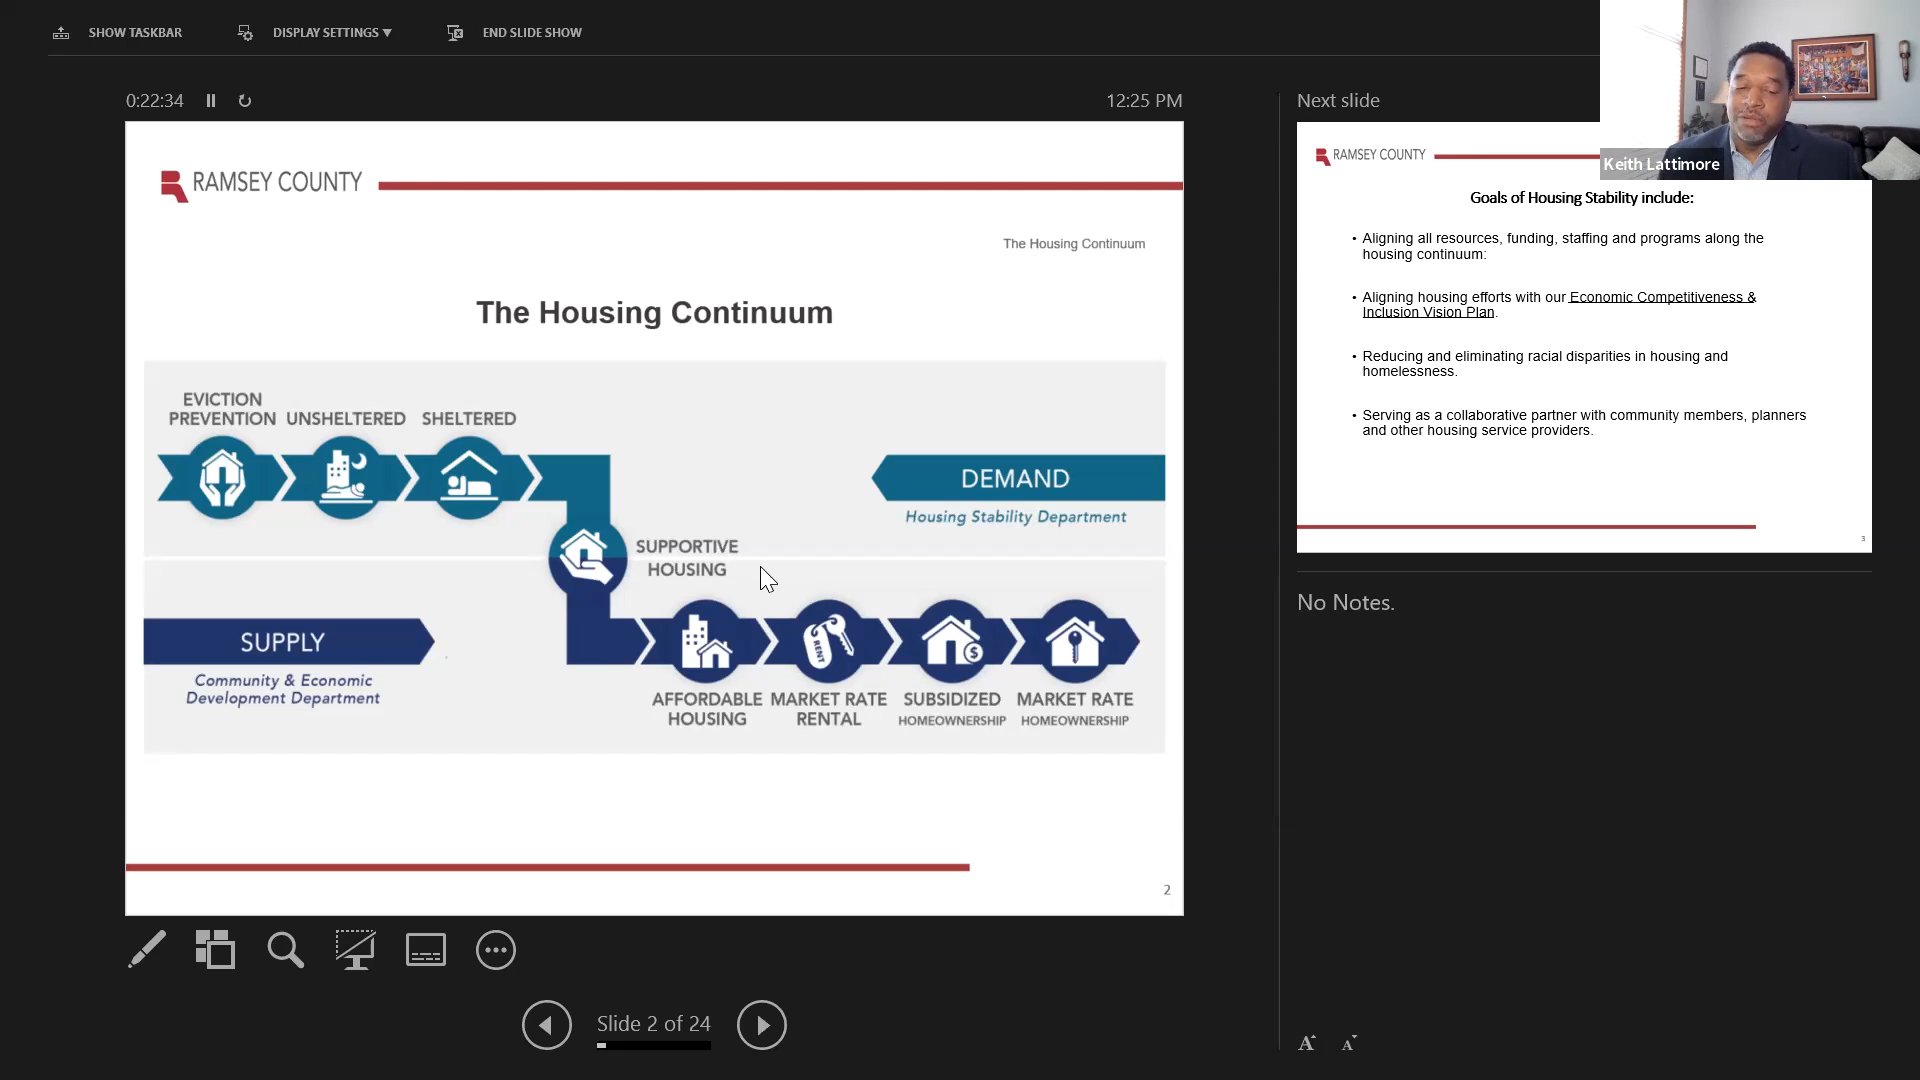 SHOW TASKBAR
DISPLAY SETTINGS ▼
END SLIDE SHOW
0:22:34
12:25 PM
RAMSEY COUNTY
The Housing Continuum
The Housing Continuum
EVICTION
PREVENTION
UNSHELTERED
SHELTERED
DEMAND
Housing Stability Department
SUPPORTIVE
HOUSING
SUPPLY
Community & Economic
Development Department
RENT
$
AFFORDABLE
HOUSING
MARKET RATE
RENTAL
SUBSIDIZED
HOMEOWNERSHIP
MARKET RATE
HOMEOWNERSHIP
2
Slide 2 of 24
Next slide
Keith Lattimore
RAMSEY COUNTY
Goals of Housing Stability include:
• Aligning all resources, funding, staffing and programs along the
housing continuum:
• Aligning housing efforts with our Economic Competitiveness &
Inclusion Vision Plan.
• Reducing and eliminating racial disparities in housing and
homelessness.
• Serving as a collaborative partner with community members, planners
and other housing service providers.
3
No Notes.
A A